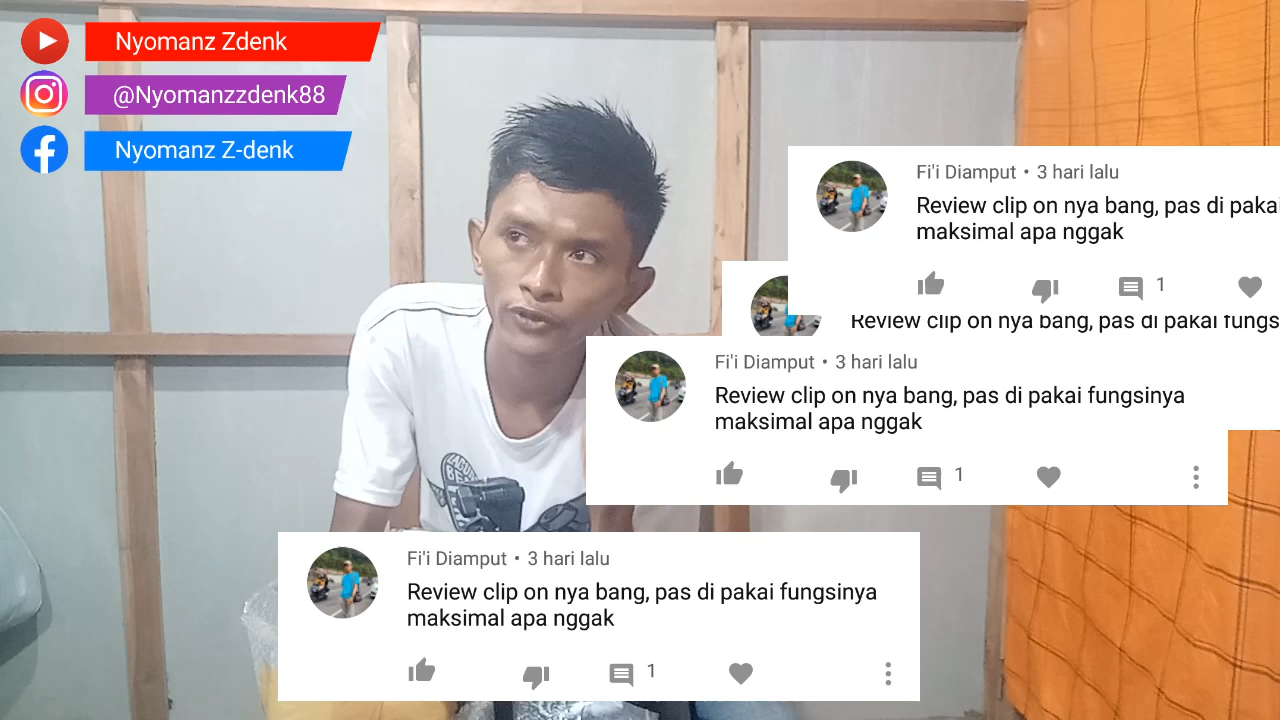 Nyomanz Zdenk
@Nyomanzzdenk88
Nyomanz Z-denk
Fi'i Diamput • 3 hari lalu
Review clip on nya bang, pas di pakai
maksimal apa nggak
1
Review clip on nya bang, pas di pakai fungs
Fi'i Diamput • 3 hari lalu
Review clip on nya bang, pas di pakai fungsinya
maksimal apa nggak
1
Fi'i Diamput • 3 hari lalu
Review clip on nya bang, pas di pakai fungsinya
maksimal apa nggak
1